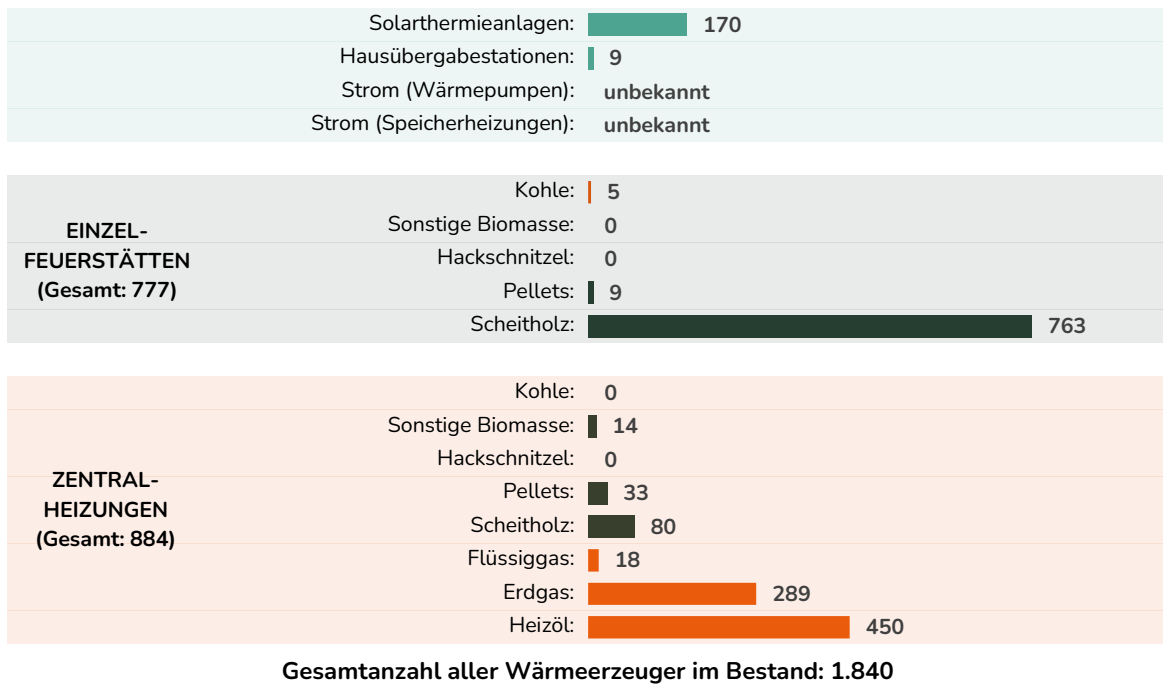 Solarthermieanlagen: 170
Hausübergabestationen: 9
Strom (Wärmepumpen): unbekannt
Strom (Speicherheizungen): unbekannt
EINZEL-
FEUERSTÄTTEN
(Gesamt: 777)
Kohle: 5
Sonstige Biomasse: 0
Hackschnitzel: 0
Pellets: 9
Scheitholz: 763
ZENTRAL-
HEIZUNGEN
(Gesamt: 884)
Kohle: 0
Sonstige Biomasse: 14
Hackschnitzel: 0
Pellets: 33
Scheitholz: 80
Flüssiggas: 18
Erdgas: 289
Heizöl: 450
Gesamtanzahl aller Wärmeerzeuger im Bestand: 1.840